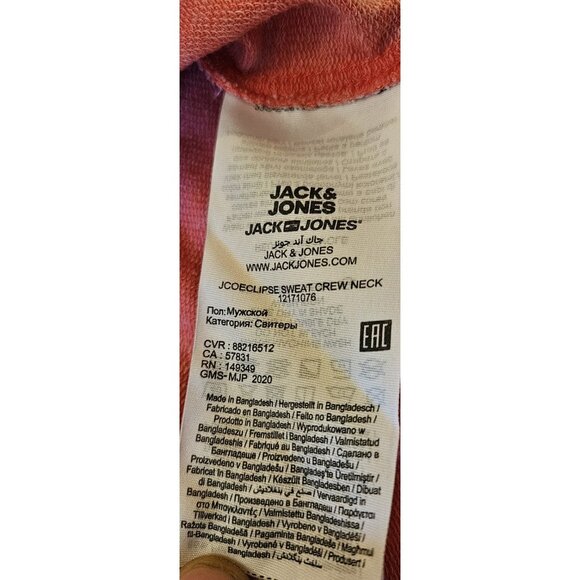 JACK&
JONES
JACK JONES®
جاك آند جونز
JACK & JONES
WWW.JACKJONES.COM
JCOECLIPSE SWEAT CREW NECK
12171076
Пол: Мужской
Категория: Свитеры
EAC
CVR : 88216512
CA : 57831
RN : 149349
GMS-MJP 2020
Made in Bangladesh / Hergestellt in Bangladesch /
Fabricado en Bangladesh / Feito no Bangladesh /
Prodotto in Bangladesh / Wyprodukowano w
Bangladeszu / Fremstillet i Bangladesh / Valmistatud
Bangladeshis / Fabriqué au Bangladesh / Сделано в
Бангладеше / Proizvedeno u Bangladešu /
Proizvedeno v Bangladešu / Bangladeş'te Üretilmiştir /
Fabricat în Bangladesh / Készült Bangladesben / Dibuat
di Bangladesh / صنع في بنغلاديش / Vervaardigd in
Bangladesh / Произведено в Бангладеш / Παράγεται
στο Μπαγκλαντές / Valmistettu Bangladeshissa /
Tillverkad i Bangladesh / Vyrobeno v Bangladéši /
Ražots Bangladešā / Pagaminta Bangladeše / Magħmul
fil-Bangladesh / Vyrobené v Bangladéši / Produsert i
Bangladesh /